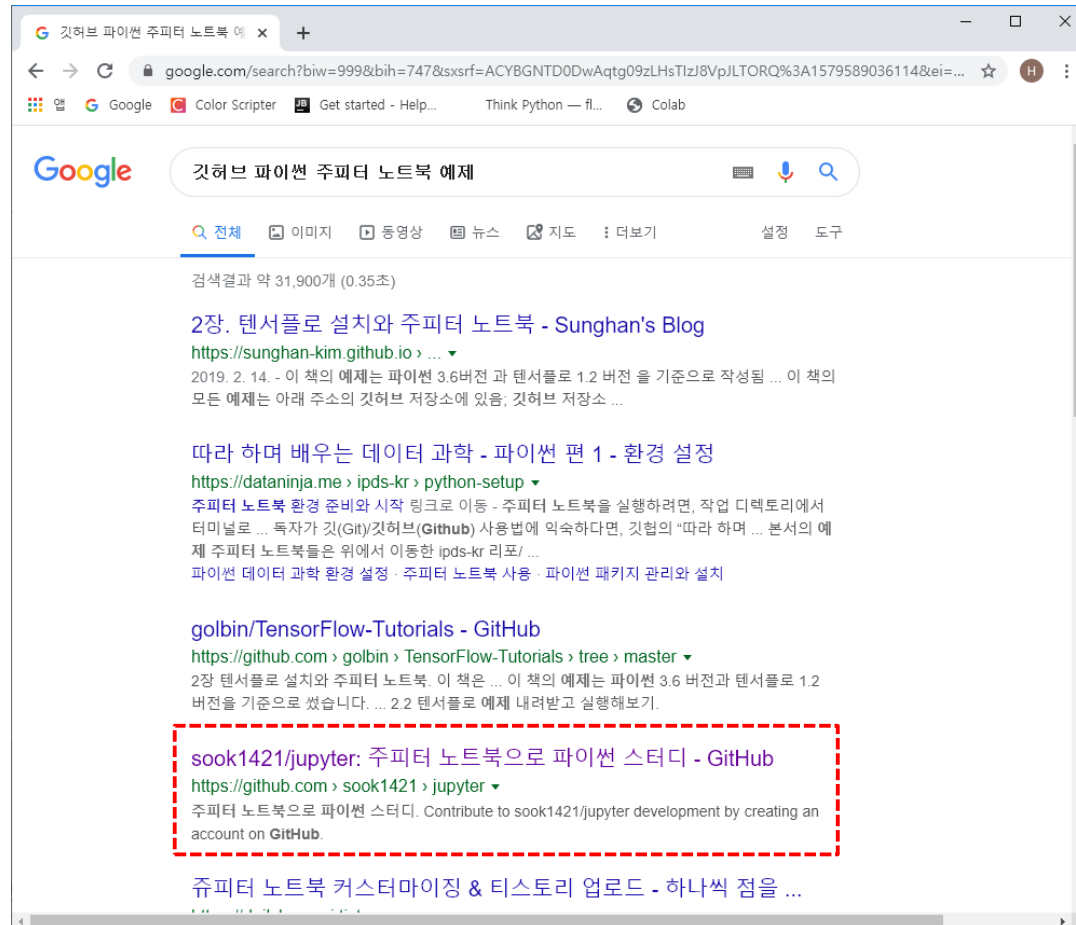 깃허브 파이썬 주피터 노트북 예
google.com/search?biw=999&bih=747&sxsrf=ACYBGNTD0DwAqtg09zLHsTIzJ8VpJLTORQ%3A1579589036114&ei=...
H
앱 Google Color Scripter Get started - Help... Think Python — fl... Colab
Google 깃허브 파이썬 주피터 노트북 예제
전체 이미지 동영상 뉴스 지도 더보기 설정 도구
검색결과 약 31,900개 (0.35초)
2장. 텐서플로 설치와 주피터 노트북 - Sunghan's Blog
https://sunghan-kim.github.io › ...
2019. 2. 14. - 이 책의 예제는 파이썬 3.6버전 과 텐서플로 1.2 버전 을 기준으로 작성됨 ... 이 책의
모든 예제는 아래 주소의 깃허브 저장소에 있음; 깃허브 저장소 ...
따라 하며 배우는 데이터 과학 - 파이썬 편 1 - 환경 설정
https://dataninja.me › ipds-kr › python-setup
주피터 노트북 환경 준비와 시작 링크로 이동 - 주피터 노트북을 실행하려면, 작업 디렉토리에서
터미널로 ... 독자가 깃(Git)/깃허브(Github) 사용법에 익숙하다면, 깃헙의 “따라 하며 ... 본서의 예
제 주피터 노트북들은 위에서 이동한 ipds-kr 리포/ ...
파이썬 데이터 과학 환경 설정 · 주피터 노트북 사용 · 파이썬 패키지 관리와 설치
golbin/TensorFlow-Tutorials - GitHub
https://github.com › golbin › TensorFlow-Tutorials › tree › master
2장 텐서플로 설치와 주피터 노트북. 이 책은 ... 이 책의 예제는 파이썬 3.6 버전과 텐서플로 1.2
버전을 기준으로 썼습니다. ... 2.2 텐서플로 예제 내려받고 실행해보기.
sook1421/jupyter: 주피터 노트북으로 파이썬 스터디 - GitHub
https://github.com › sook1421 › jupyter
주피터 노트북으로 파이썬 스터디. Contribute to sook1421/jupyter development by creating an
account on GitHub.
쥬피터 노트북 커스터마이징 & 티스토리 업로드 - 하나씩 점을 ...